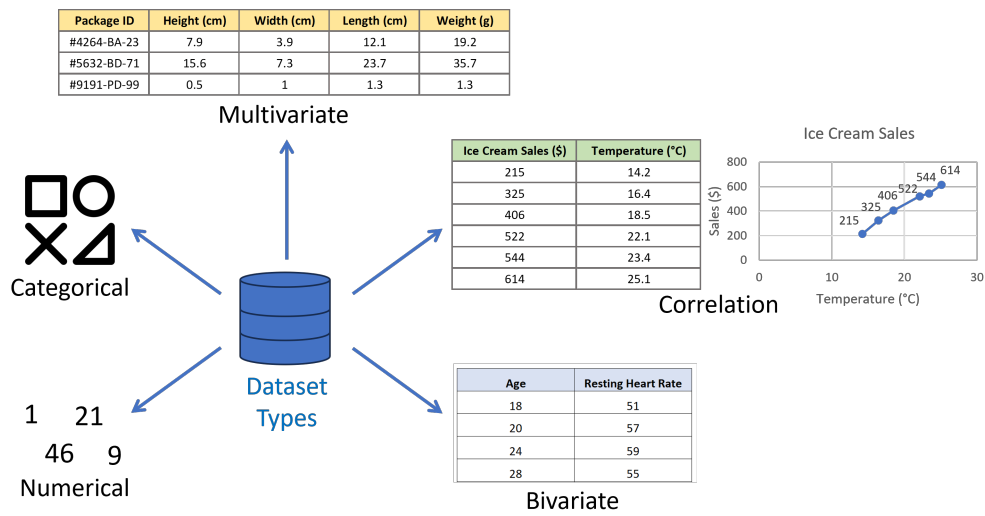 Package ID Height (cm) Width (cm) Length (cm) Weight (g)
#4264-BA-23 7.9 3.9 12.1 19.2
#5632-BD-71 15.6 7.3 23.7 35.7
#9191-PD-99 0.5 1 1.3 1.3
Multivariate
Categorical
Ice Cream Sales ($) Temperature (°C)
215 14.2
325 16.4
406 18.5
522 22.1
544 23.4
614 25.1
Correlation
Ice Cream Sales
Sales ($)
800
600
400
200
0
215
325
406
522
544
614
0 10 20 30
Temperature (°C)
Dataset
Types
1 21
46 9
Numerical
Age Resting Heart Rate
18 51
20 57
24 59
28 55
Bivariate